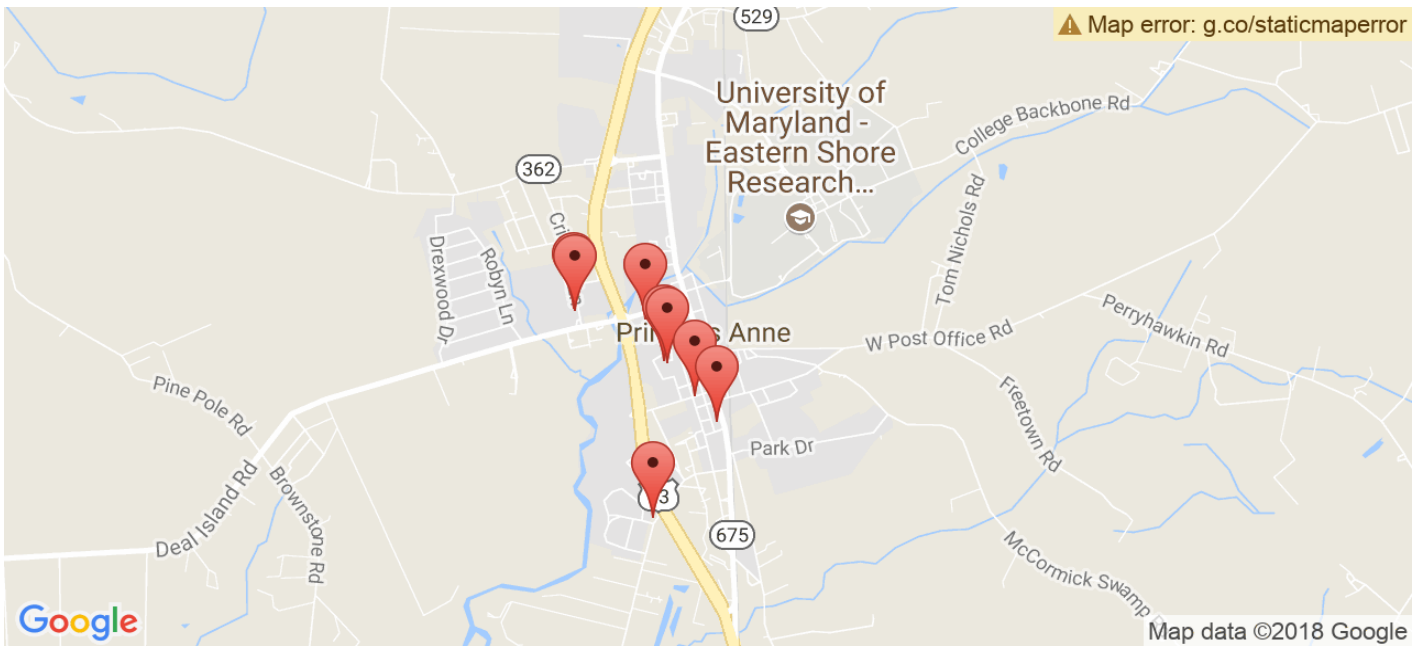 529
Map error: g.co/staticmaperror
University of
Maryland -
Eastern Shore
Research...
College Backbone Rd
362
Tom Nichols Rd
Drexwood Dr
Robyn Ln
Perryhawkin Rd
W Post Office Rd
Anne
Pine Pole Rd
Freetown Rd
Park Dr
Deal Island Rd
Brownstone Rd
675
McCormick Swamp
Google
Map data ©2018 Google